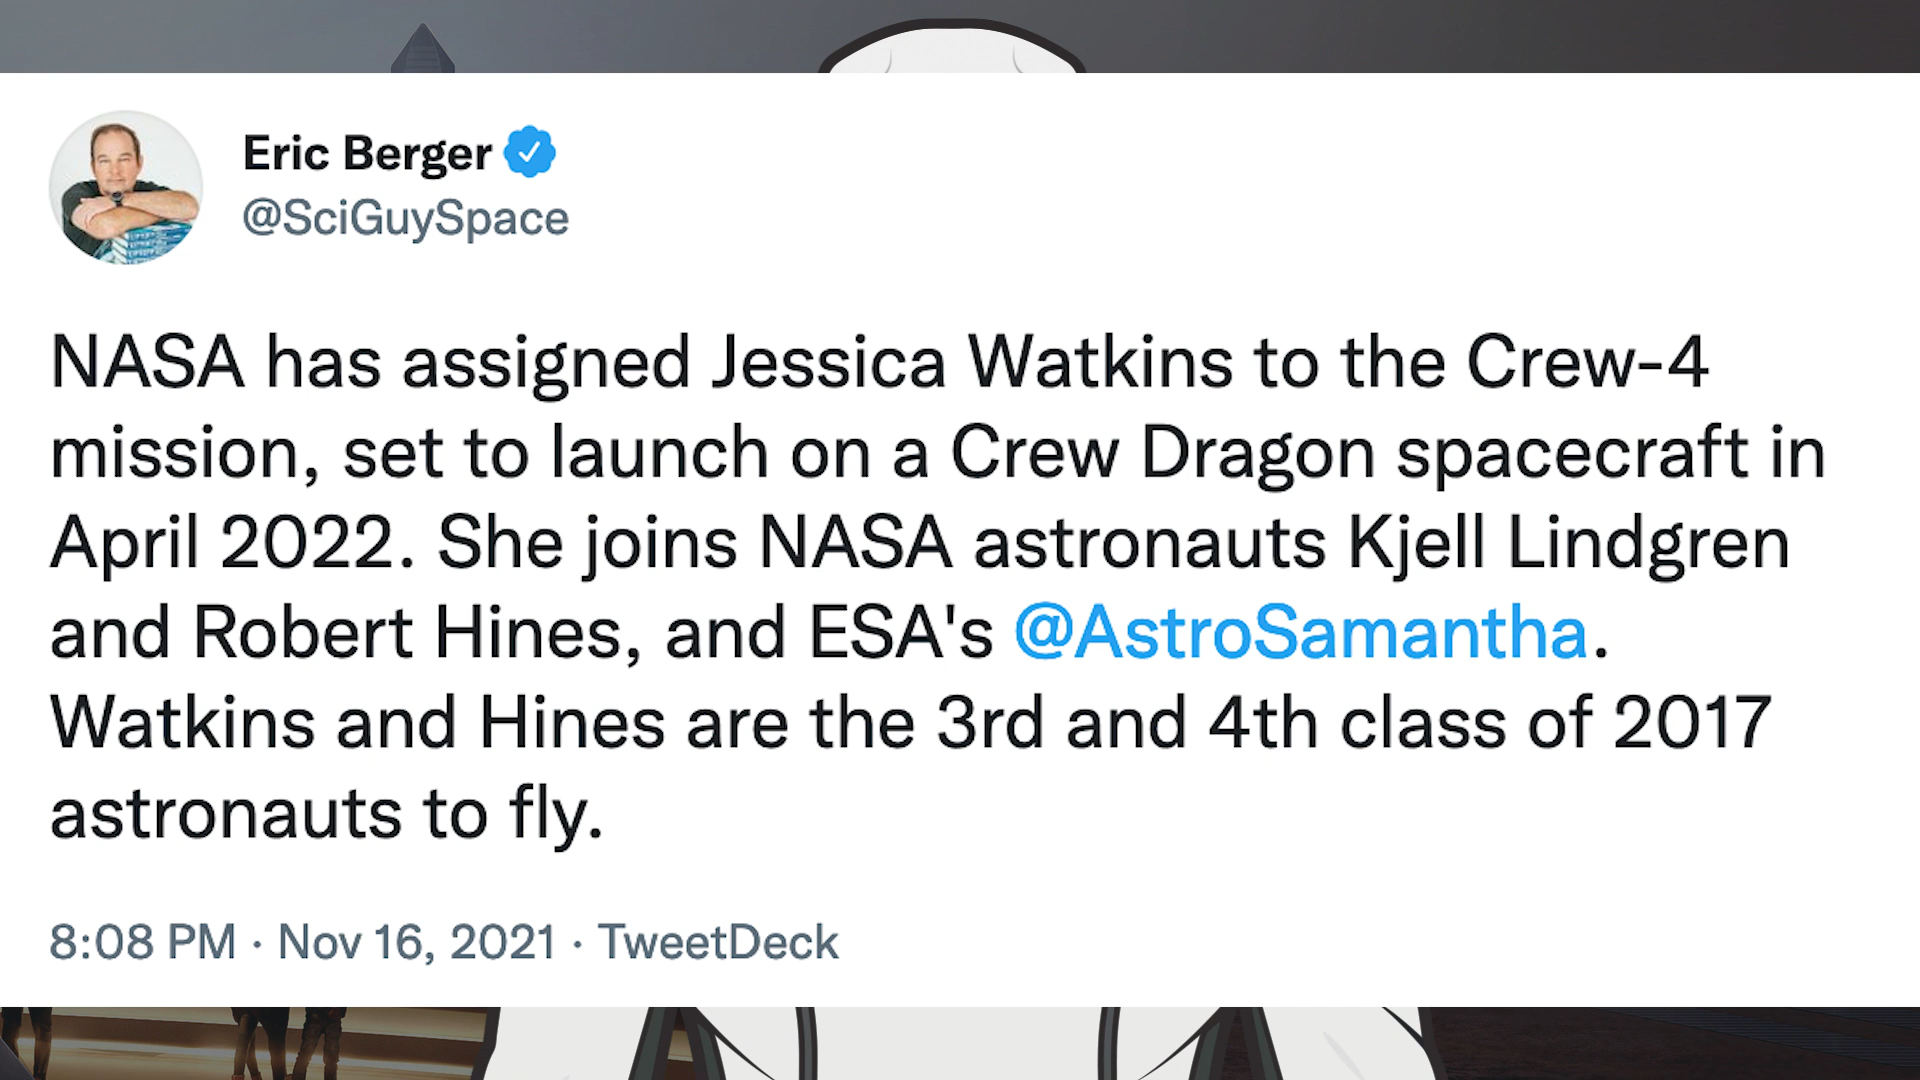 Eric Berger
@SciGuySpace
NASA has assigned Jessica Watkins to the Crew-4
mission, set to launch on a Crew Dragon spacecraft in
April 2022. She joins NASA astronauts Kjell Lindgren
and Robert Hines, and ESA's @AstroSamantha.
Watkins and Hines are the 3rd and 4th class of 2017
astronauts to fly.
8:08 PM · Nov 16, 2021 · TweetDeck